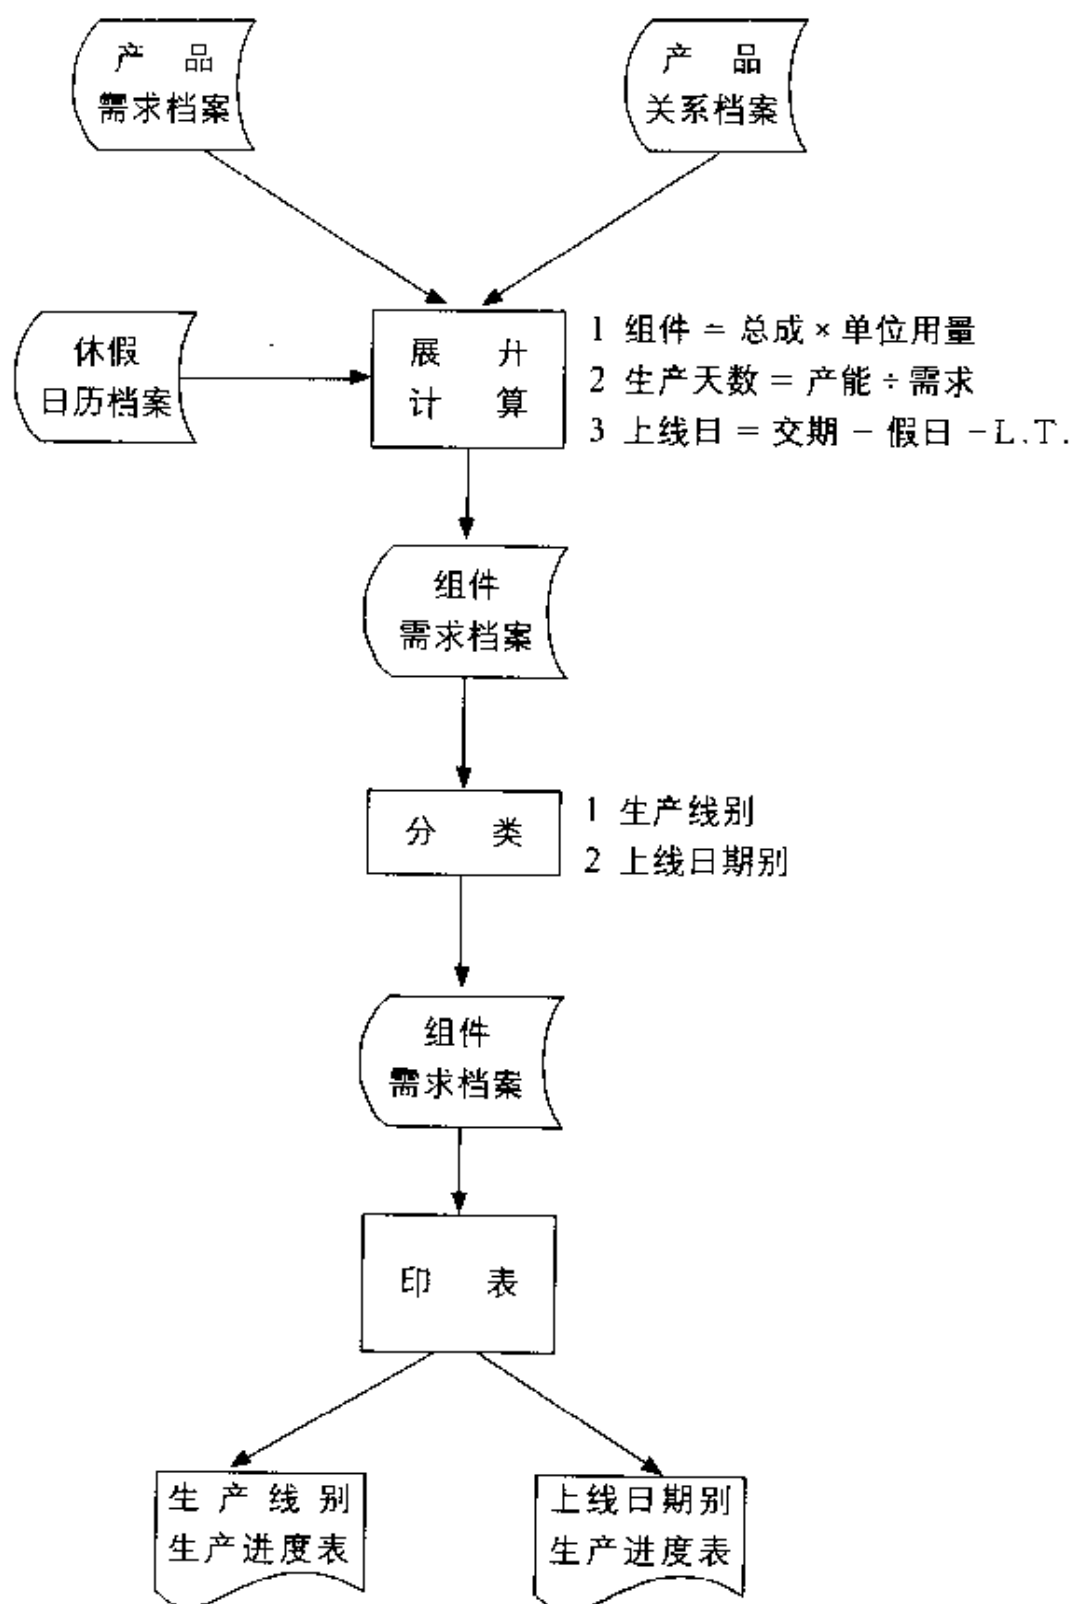 产 品
需求档案
产 品
关系档案
休假
日历档案
展 开
计 算
1 组件 = 总成 × 单位用量
2 生产天数 = 产能 ÷ 需求
3 上线日 = 交期 - 假日 - L.T.
组件
需求档案
分 类
1 生产线别
2 上线日期别
组件
需求档案
印 表
生产线别
生产进度表
上线日期别
生产进度表